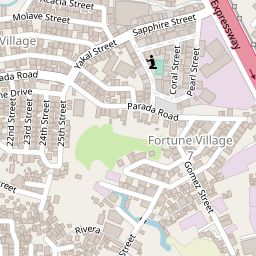 Acacia Street
Molave Street
Sapphire Street
Expressway
Village
Yakal Street
Coral Street
Pearl Street
Parada Road
ne Drive
Parada Road
22nd Street
23rd Street
24th Street
25th Street
Fortune Village
Gomez Street
Street
Rivera
Street